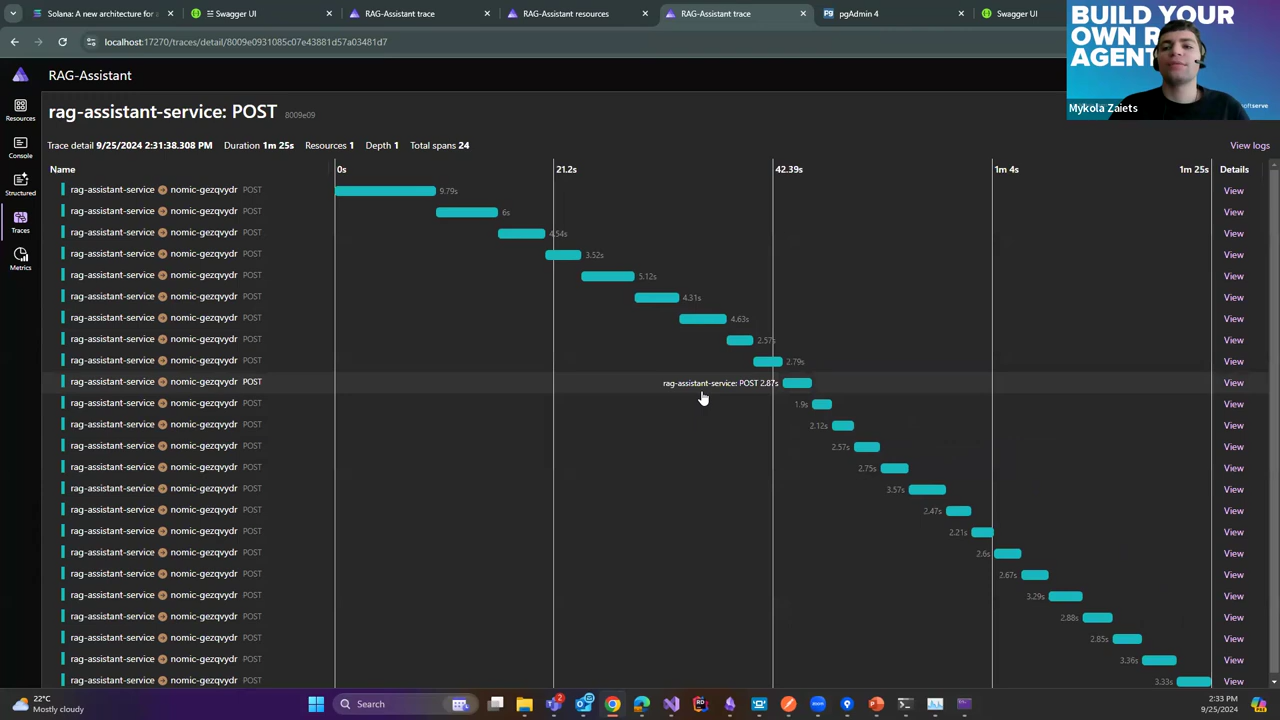 Solana: A new architecture for a
Swagger UI
RAG-Assistant trace
RAG-Assistant resources
RAG-Assistant trace
pgAdmin 4
Swagger UI
localhost:17270/traces/detail/8009e0931085c07e43881d57a03481d7
BUILD YOUR
OWN R
AGENT
Mykola Zaiets
softserve
RAG-Assistant
Resources
Console
Structured
Traces
Metrics
rag-assistant-service: POST 8009e09
Trace detail 9/25/2024 2:31:38.308 PM Duration 1m 25s Resources 1 Depth 1 Total spans 24 View logs
Name 0s 21.2s 42.39s 1m 4s 1m 25s Details
rag-assistant-service nomic-gezqvydr POST 9.79s View
rag-assistant-service nomic-gezqvydr POST 6s View
rag-assistant-service nomic-gezqvydr POST 4.54s View
rag-assistant-service nomic-gezqvydr POST 3.52s View
rag-assistant-service nomic-gezqvydr POST 5.12s View
rag-assistant-service nomic-gezqvydr POST 4.31s View
rag-assistant-service nomic-gezqvydr POST 4.63s View
rag-assistant-service nomic-gezqvydr POST 2.57s View
rag-assistant-service nomic-gezqvydr POST 2.79s View
rag-assistant-service nomic-gezqvydr POST rag-assistant-service: POST 2.87s View
rag-assistant-service nomic-gezqvydr POST 1.9s View
rag-assistant-service nomic-gezqvydr POST 2.12s View
rag-assistant-service nomic-gezqvydr POST 2.57s View
rag-assistant-service nomic-gezqvydr POST 2.75s View
rag-assistant-service nomic-gezqvydr POST 3.57s View
rag-assistant-service nomic-gezqvydr POST 2.47s View
rag-assistant-service nomic-gezqvydr POST 2.21s View
rag-assistant-service nomic-gezqvydr POST 2.6s View
rag-assistant-service nomic-gezqvydr POST 2.67s View
rag-assistant-service nomic-gezqvydr POST 3.29s View
rag-assistant-service nomic-gezqvydr POST 2.88s View
rag-assistant-service nomic-gezqvydr POST 2.85s View
rag-assistant-service nomic-gezqvydr POST 3.36s View
rag-assistant-service nomic-gezqvydr POST 3.33s View
22°C
Mostly cloudy
Search
2:33 PM
9/25/2024